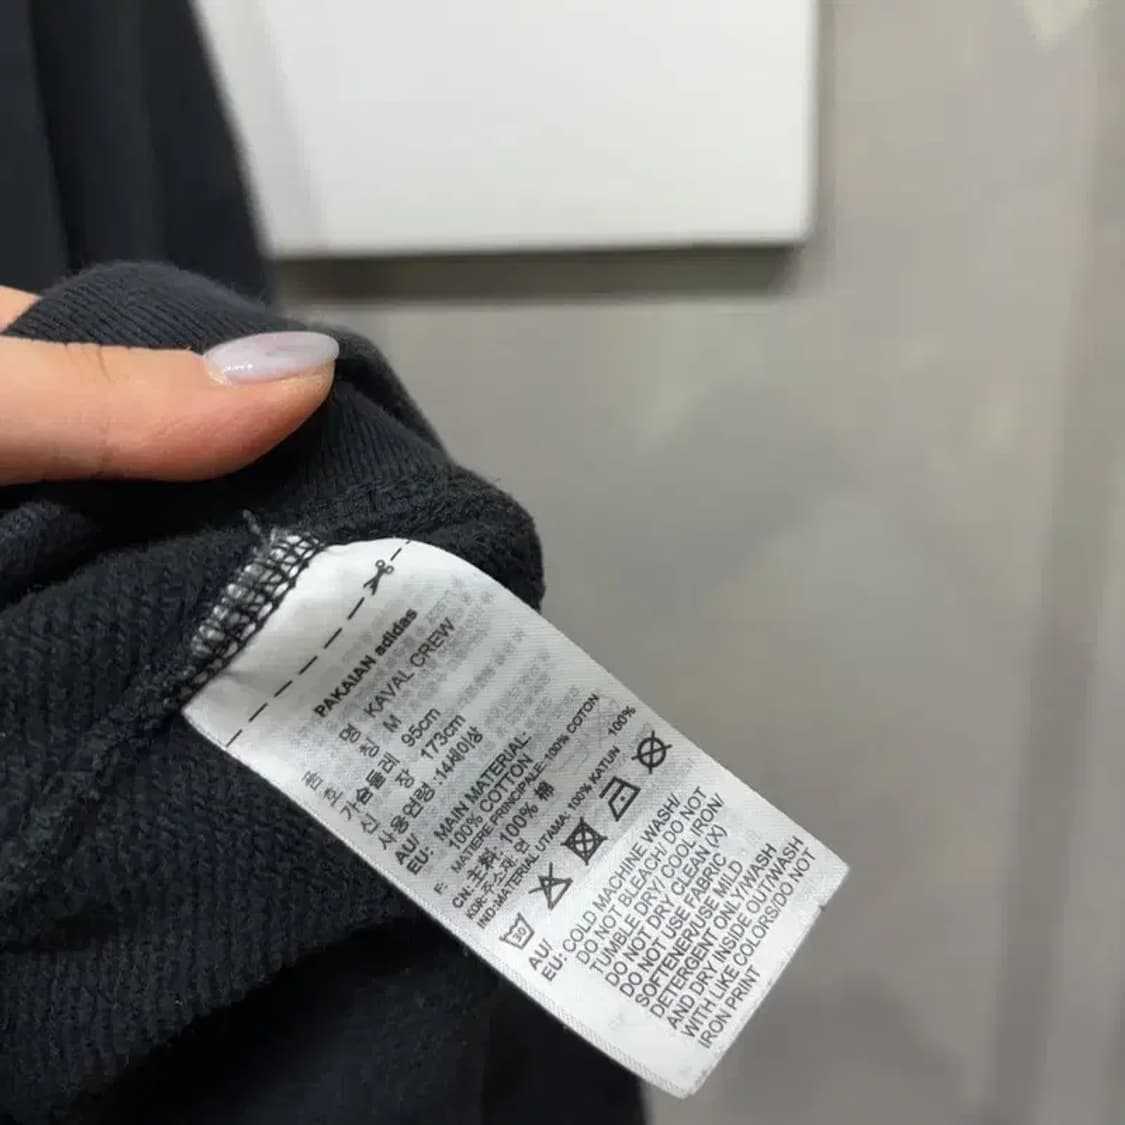 PAKAIAN adidas
품 명 KAVAL CREW
호 칭 M
가슴둘레 95cm
신 장 173cm
사용연령:14세이상
AU/
EU: MAIN MATERIAL:
100% COTTON
F: MATIERE PRINCIPALE-100% COTTON
CN: 主料: 100% 棉
KOR:주소재: 면 100%
IND:MATERIAL UTAMA: 100% KATUN
30
AU/
EU: COLD MACHINE WASH/
DO NOT BLEACH/ DO NOT
TUMBLE DRY/ COOL IRON/
DO NOT DRY CLEAN (X)
DO NOT USE FABRIC
SOFTENER/USE MILD
DETERGENT ONLY/WASH
AND DRY INSIDE OUT/WASH
WITH LIKE COLORS/DO NOT
IRON PRINT